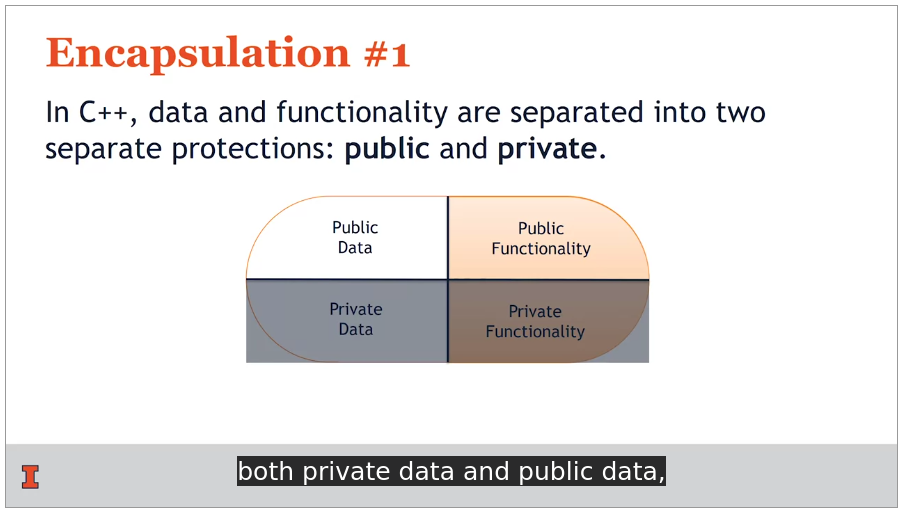 Encapsulation #1
In C++, data and functionality are separated into two
separate protections: public and private.
Public
Data
Public
Functionality
Private
Data
Private
Functionality
I
both private data and public data,